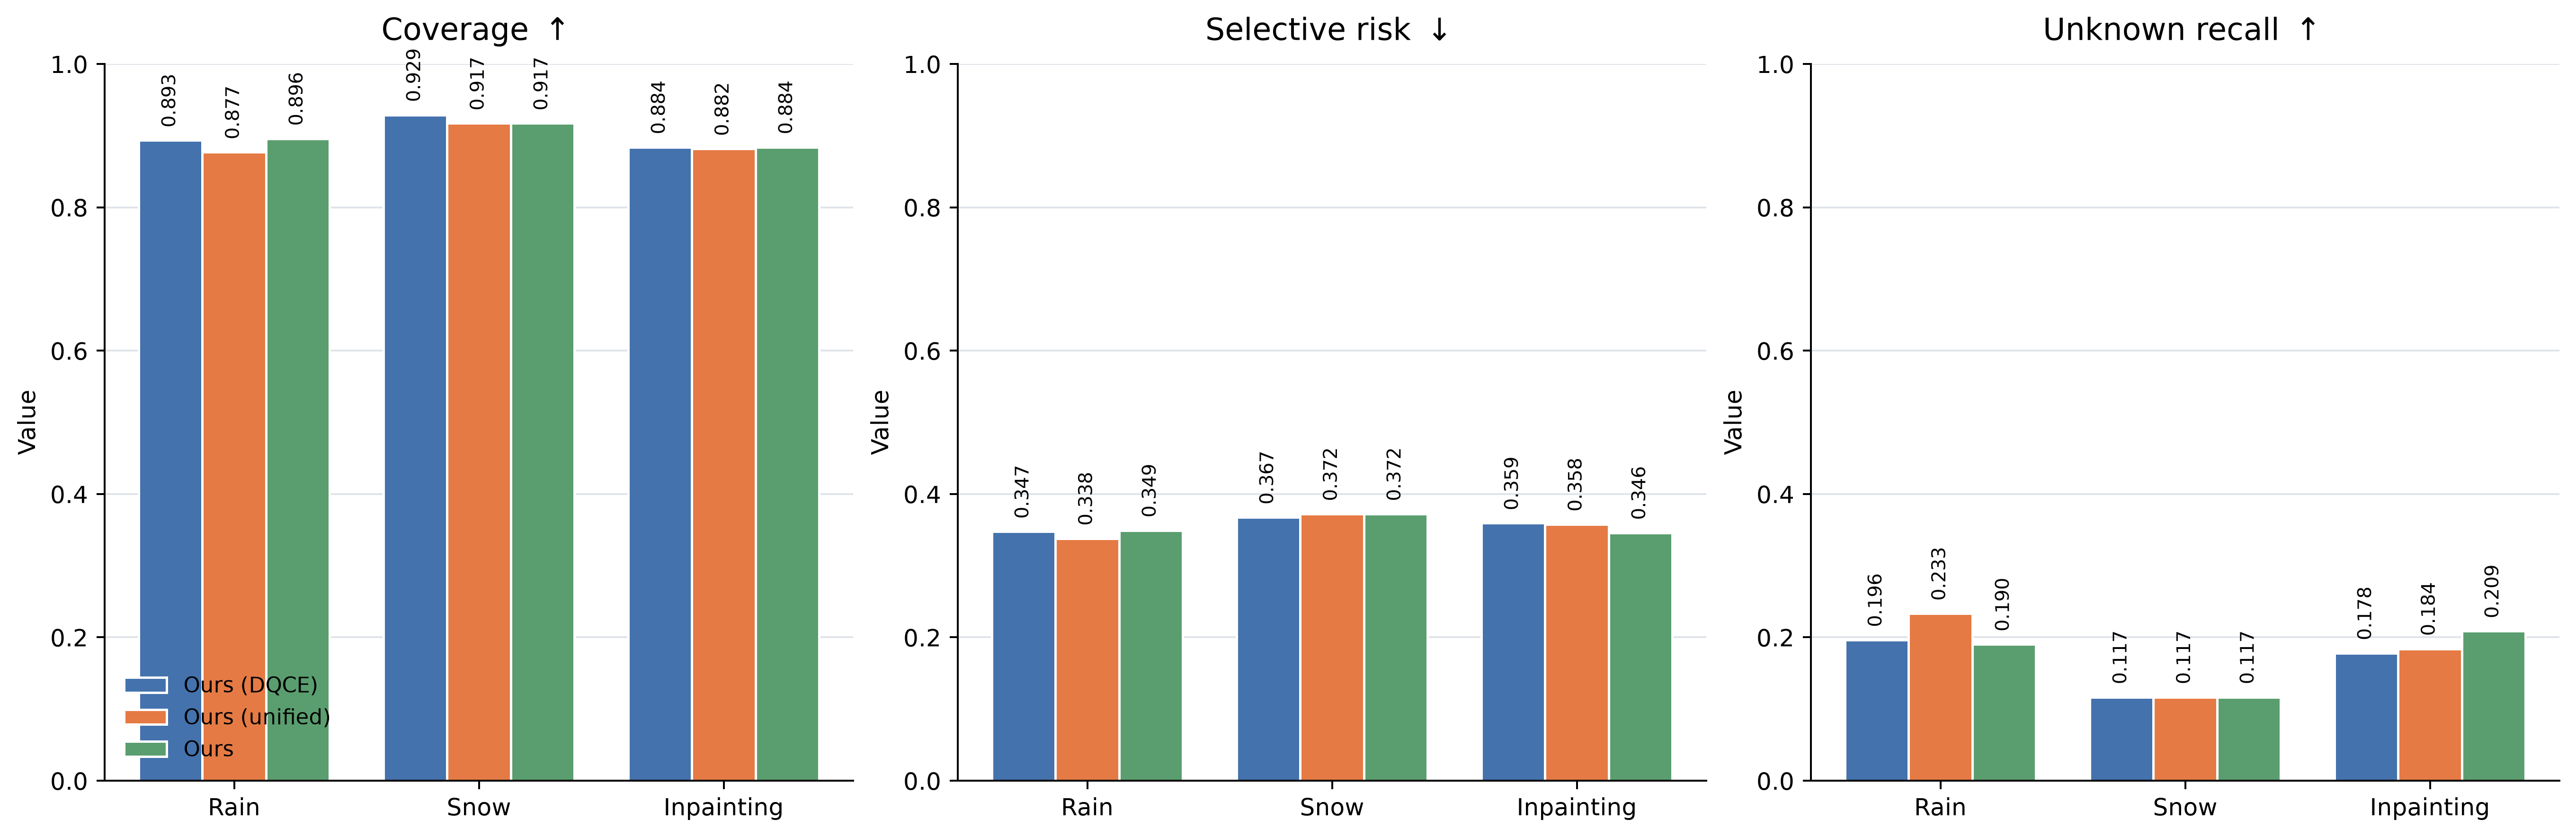 Coverage ↑
Value
1.0
0.8
0.6
0.4
0.2
0.0
0.893
0.877
0.896
0.929
0.917
0.917
0.884
0.882
0.884
Ours (DQCE)
Ours (unified)
Ours
Rain
Snow
Inpainting
Selective risk ↓
Value
1.0
0.8
0.6
0.4
0.2
0.0
0.347
0.338
0.349
0.367
0.372
0.372
0.359
0.358
0.346
Rain
Snow
Inpainting
Unknown recall ↑
Value
1.0
0.8
0.6
0.4
0.2
0.0
0.196
0.233
0.190
0.117
0.117
0.117
0.178
0.184
0.209
Rain
Snow
Inpainting